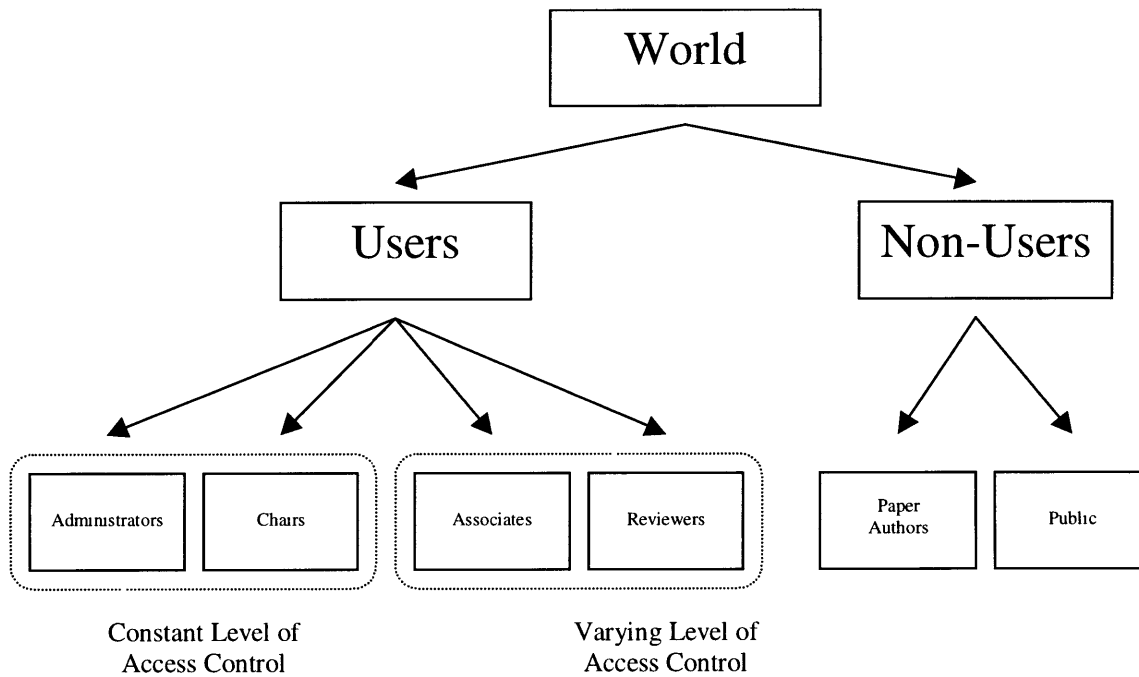 World
Users
Non-Users
Administrators
Chairs
Associates
Reviewers
Paper
Authors
Public
Constant Level of
Access Control
Varying Level of
Access Control